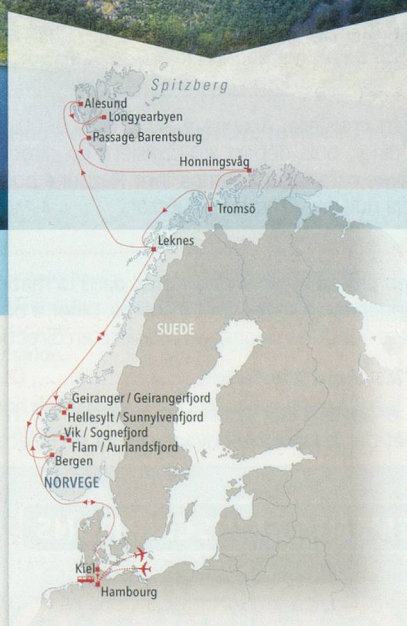 Spitzberg
Alesund
Longyearbyen
Passage Barentsburg
Honningsvåg
Tromsö
Leknes
SUEDE
Geiranger / Geirangerfjord
Hellesylt / Sunnylvenfjord
Vik / Sognefjord
Flam / Aurlandsfjord
Bergen
NORVEGE
Kiel
Hambourg